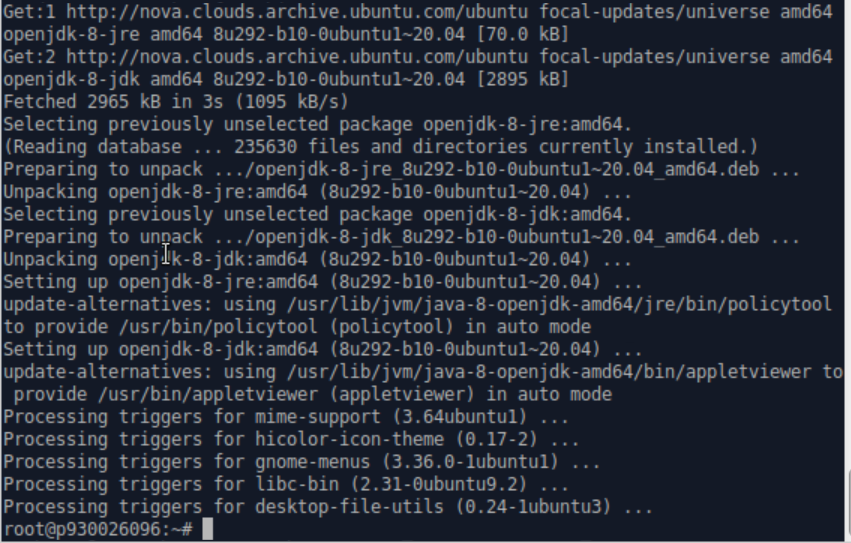 Get:1 http://nova.clouds.archive.ubuntu.com/ubuntu focal-updates/universe amd64
openjdk-8-jre amd64 8u292-b10-0ubuntu1~20.04 [70.0 kB]
Get:2 http://nova.clouds.archive.ubuntu.com/ubuntu focal-updates/universe amd64
openjdk-8-jdk amd64 8u292-b10-0ubuntu1~20.04 [2895 kB]
Fetched 2965 kB in 3s (1095 kB/s)
Selecting previously unselected package openjdk-8-jre:amd64.
(Reading database ... 235630 files and directories currently installed.)
Preparing to unpack .../openjdk-8-jre_8u292-b10-0ubuntu1~20.04_amd64.deb ...
Unpacking openjdk-8-jre:amd64 (8u292-b10-0ubuntu1~20.04) ...
Selecting previously unselected package openjdk-8-jdk:amd64.
Preparing to unpack .../openjdk-8-jdk_8u292-b10-0ubuntu1~20.04_amd64.deb ...
Unpacking openjdk-8-jdk:amd64 (8u292-b10-0ubuntu1~20.04) ...
Setting up openjdk-8-jre:amd64 (8u292-b10-0ubuntu1~20.04) ...
update-alternatives: using /usr/lib/jvm/java-8-openjdk-amd64/jre/bin/policytool
to provide /usr/bin/policytool (policytool) in auto mode
Setting up openjdk-8-jdk:amd64 (8u292-b10-0ubuntu1~20.04) ...
update-alternatives: using /usr/lib/jvm/java-8-openjdk-amd64/bin/appletviewer to
 provide /usr/bin/appletviewer (appletviewer) in auto mode
Processing triggers for mime-support (3.64ubuntu1) ...
Processing triggers for hicolor-icon-theme (0.17-2) ...
Processing triggers for gnome-menus (3.36.0-1ubuntu1) ...
Processing triggers for libc-bin (2.31-0ubuntu9.2) ...
Processing triggers for desktop-file-utils (0.24-1ubuntu3) ...
root@p930026096:~#